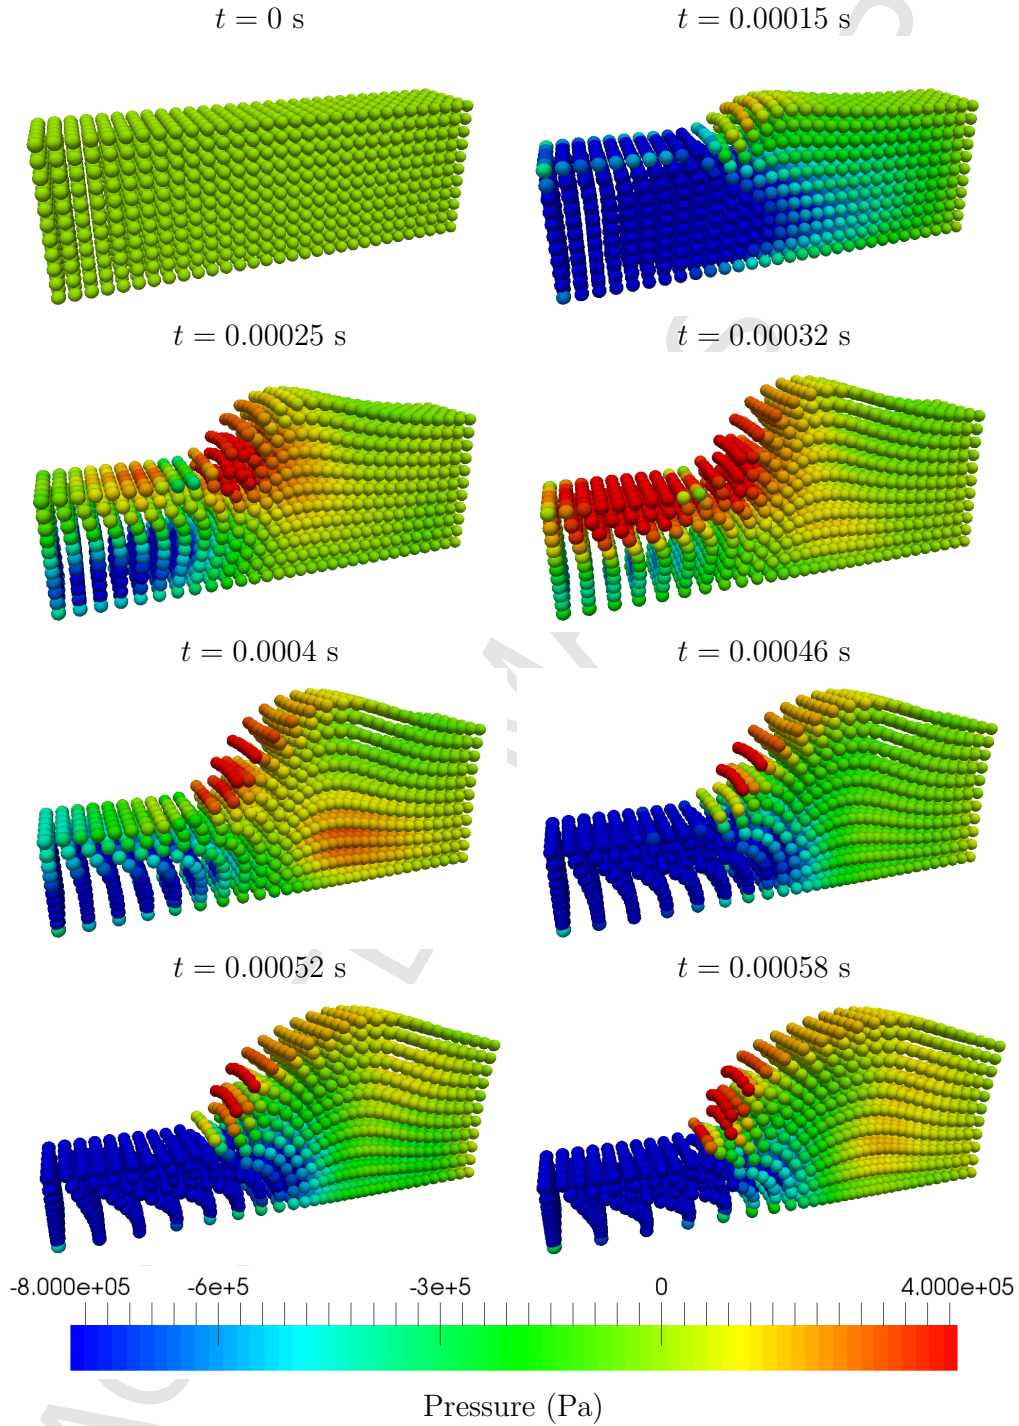 t = 0 s
t = 0.00015 s
t = 0.00025 s
t = 0.00032 s
t = 0.0004 s
t = 0.00046 s
t = 0.00052 s
t = 0.00058 s
-8.000e+05 -6e+5 -3e+5 0 4.000e+05
Pressure (Pa)